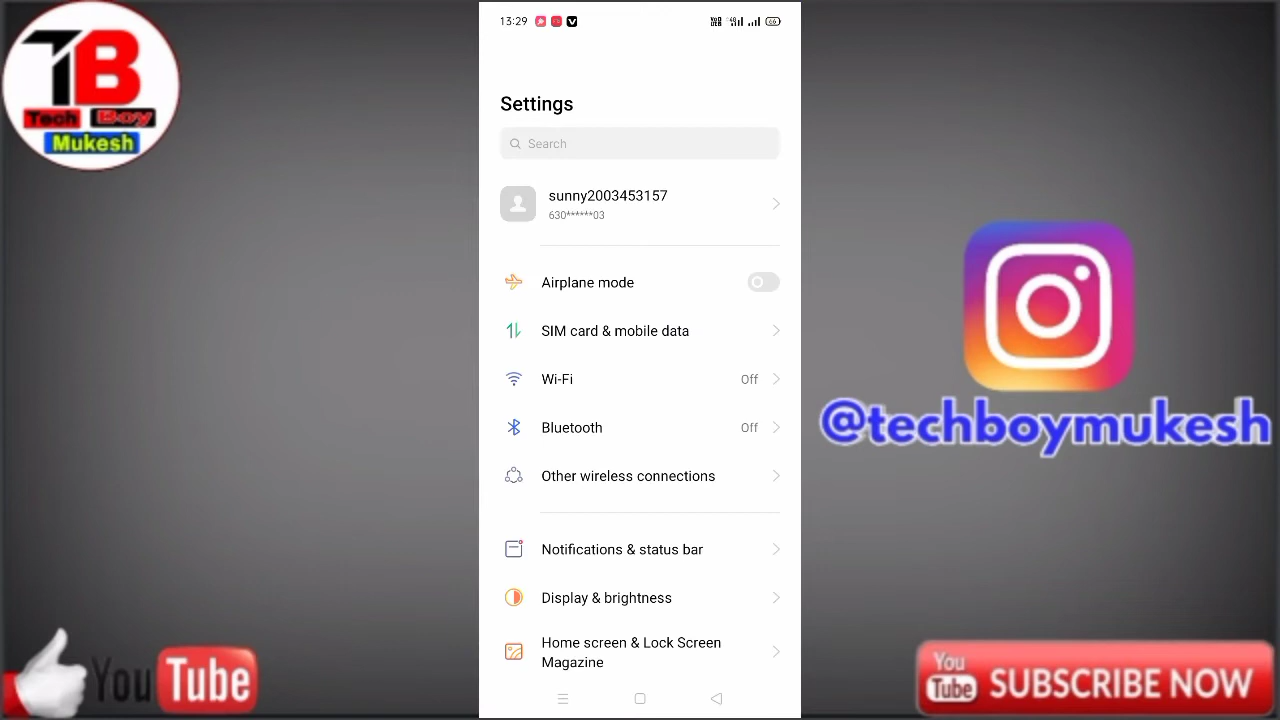 TB
Tech Boy
Mukesh
13:29
Settings
Search
sunny2003453157
630******03
Airplane mode
SIM card & mobile data
Wi-Fi Off
Bluetooth Off
Other wireless connections
Notifications & status bar
Display & brightness
Home screen & Lock Screen
Magazine
@techboymukesh
YouTube
You
Tube
SUBSCRIBE NOW